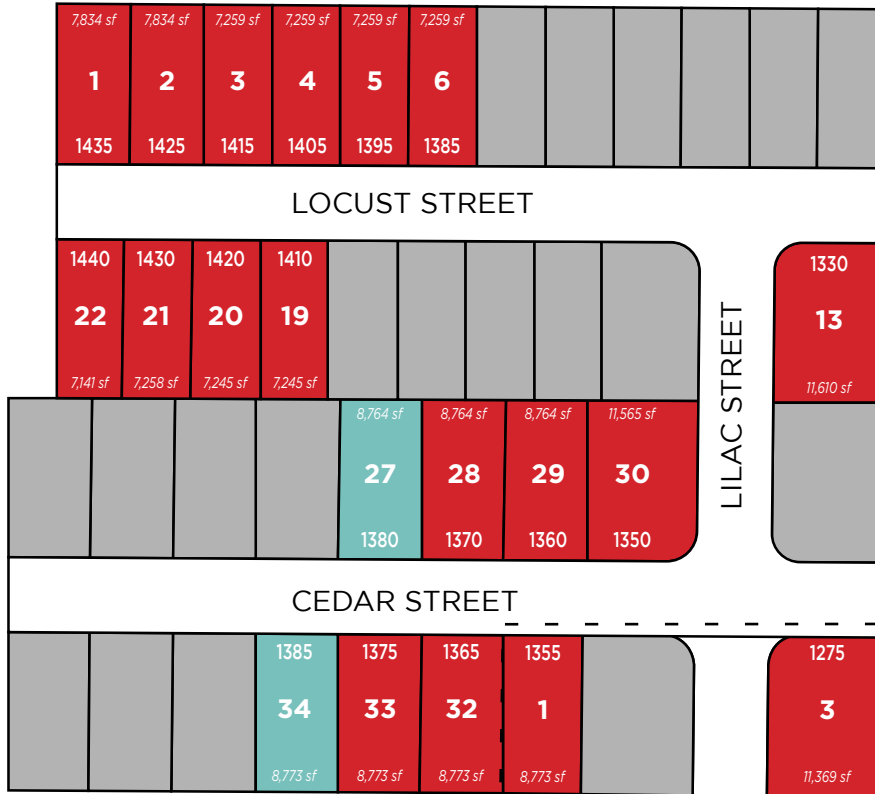 7,834 sf 7,834 sf 7,259 sf 7,259 sf 7,259 sf 7,259 sf
1 2 3 4 5 6
1435 1425 1415 1405 1395 1385
LOCUST STREET
1440 1430 1420 1410 1330
22 21 20 19 13
7,141 sf 7,258 sf 7,245 sf 7,245 sf 11,610 sf
LILAC STREET
8,764 sf 8,764 sf 8,764 sf 11,565 sf
27 28 29 30
1380 1370 1360 1350
CEDAR STREET
1385 1375 1365 1355 1275
34 33 32 1 3
8,773 sf 8,773 sf 8,773 sf 8,773 sf 11,369 sf